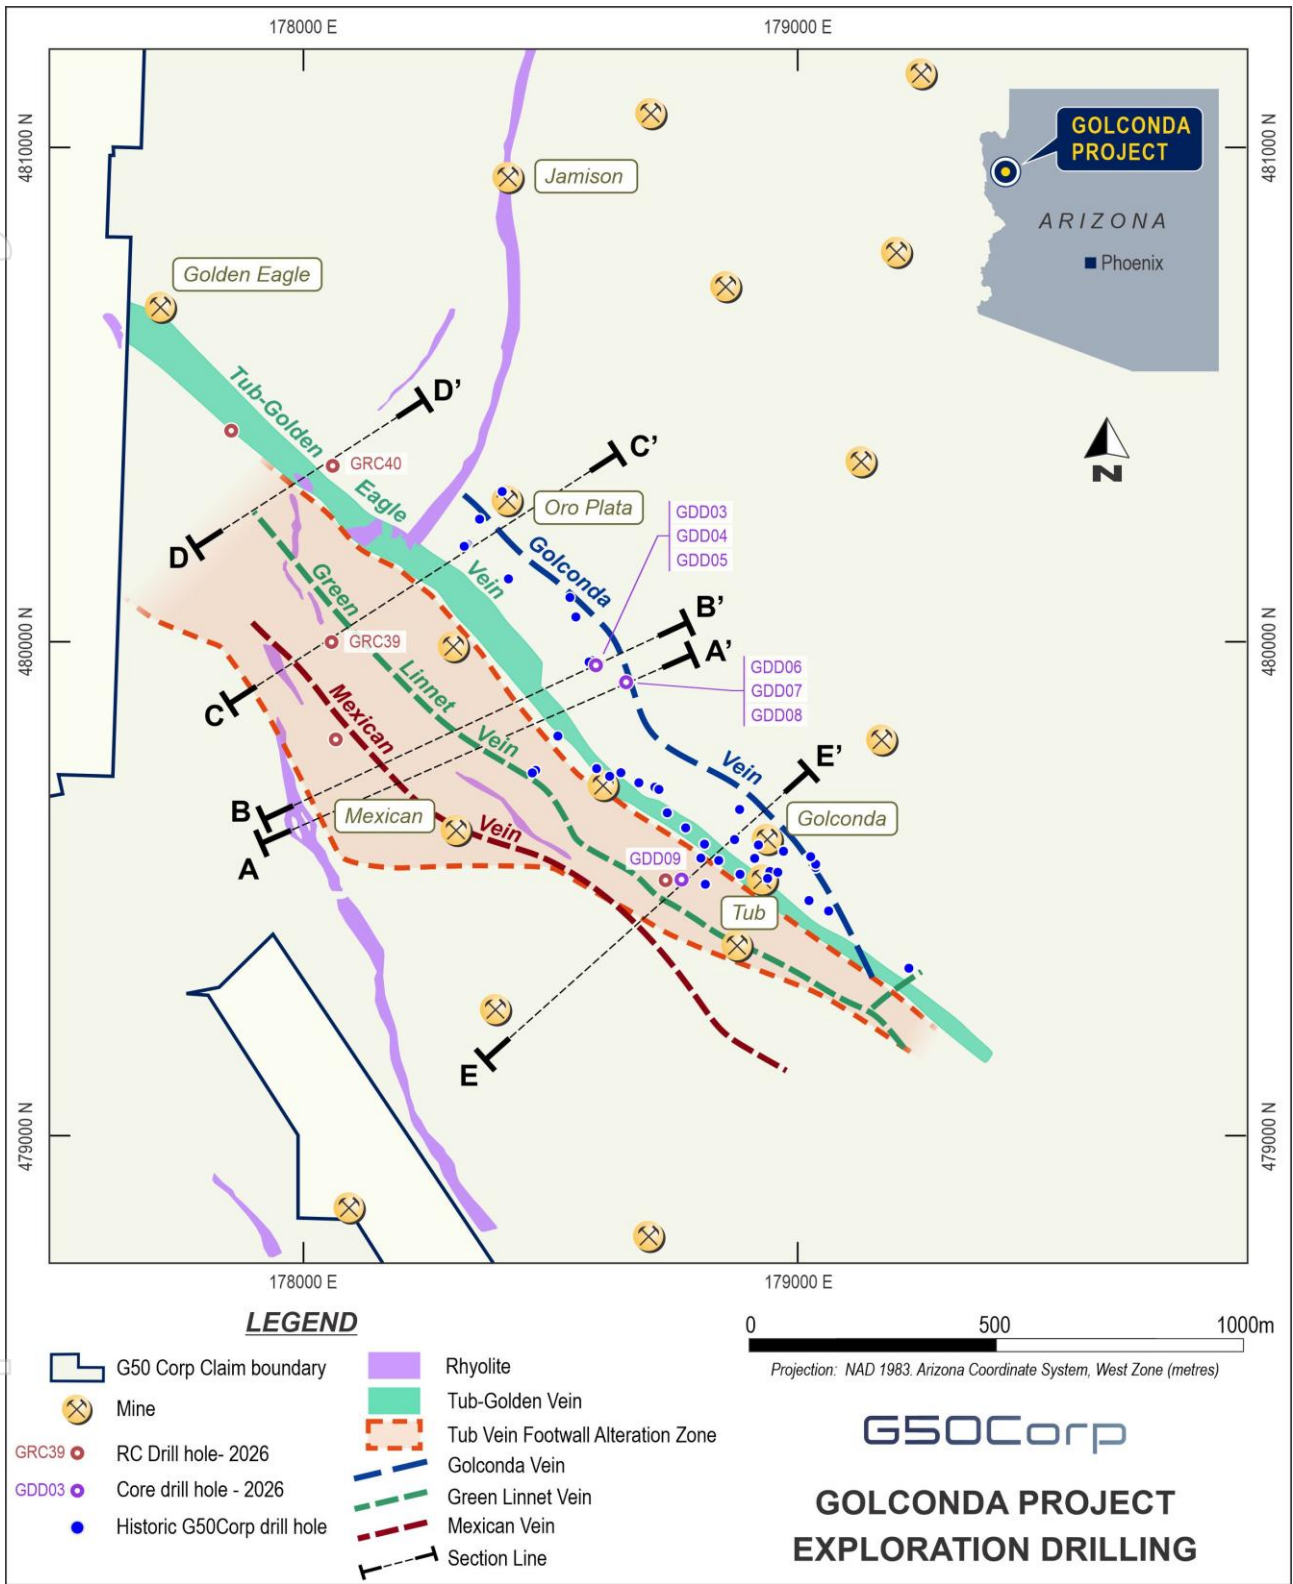 178000 E
179000 E
481000 N
481000 N
GOLCONDA
PROJECT
ARIZONA
Phoenix
Jamison
Golden Eagle
Tub-Golden
Eagle
Vein
D'
C'
GRC40
Oro Plata
GDD03
GDD04
GDD05
D
Golconda
Vein
Green
Linnet
Vein
B'
A'
480000 N
480000 N
GRC39
GDD06
GDD07
GDD08
C
Mexican
Vein
E'
B
A
Mexican
Golconda
GDD09
Tub
E
N
479000 N
479000 N
178000 E
179000 E
LEGEND
G50 Corp Claim boundary
Mine
GRC39 RC Drill hole- 2026
GDD03 Core drill hole - 2026
Historic G50Corp drill hole
Rhyolite
Tub-Golden Vein
Tub Vein Footwall Alteration Zone
Golconda Vein
Green Linnet Vein
Mexican Vein
Section Line
0 500 1000m
Projection: NAD 1983. Arizona Coordinate System, West Zone (metres)
G50Corp
GOLCONDA PROJECT
EXPLORATION DRILLING